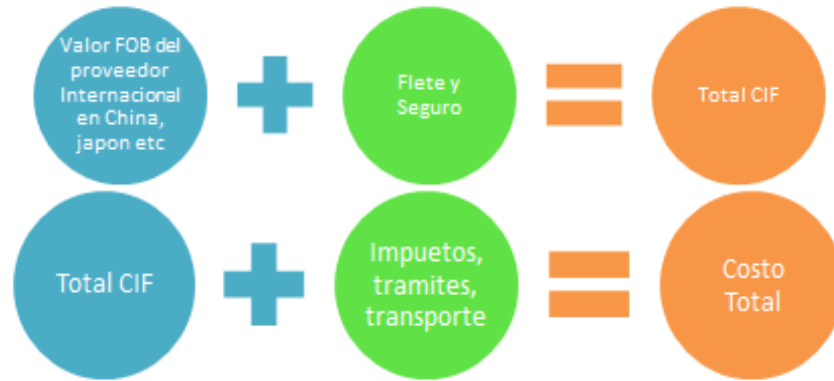 Valor FOB del
proveedor
Internacional
en China,
japon etc
Flete y
Seguro
Total CIF
Total CIF
Impuetos,
tramites,
transporte
Costo
Total